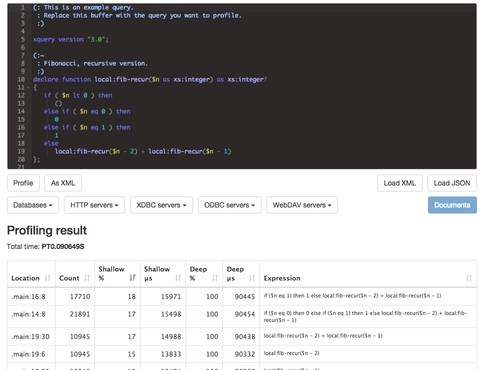 1 (: This is an example query.
2 : Replace this buffer with the query you want to profile.
3 :)
4
5 xquery version "3.0";
6
7 (:~
8 : Fibonacci, recursive version.
9 :)
10 declare function local:fib-recur($n as xs:integer) as xs:integer?
11 {
12 if ( $n lt 0 ) then
13 ()
14 else if ( $n eq 0 ) then
15 0
16 else if ( $n eq 1 ) then
17 1
18 else
19 local:fib-recur($n - 2) + local:fib-recur($n - 1)
20 };
21
Profile As XML Load XML Load JSON
Databases HTTP servers XDBC servers ODBC servers WebDAV servers Documents
Profiling result
Total time: PT0.090649S
Location Count Shallow % Shallow µs Deep % Deep µs Expression
.main:16:8 17710 18 15971 100 90445 if ($n eq 1) then 1 else local:fib-recur($n - 2) + local:fib-recur($n - 1)
.main:14:8 21891 17 15498 100 90454 if ($n eq 0) then 0 else if ($n eq 1) then 1 else local:fib-recur($n - 2) + local:fib-
recur($n - 1)
.main:19:30 10945 17 14988 100 90438 local:fib-recur($n - 2) + local:fib-recur($n - 1)
.main:19:6 10945 15 13833 100 90332 local:fib-recur($n - 2)